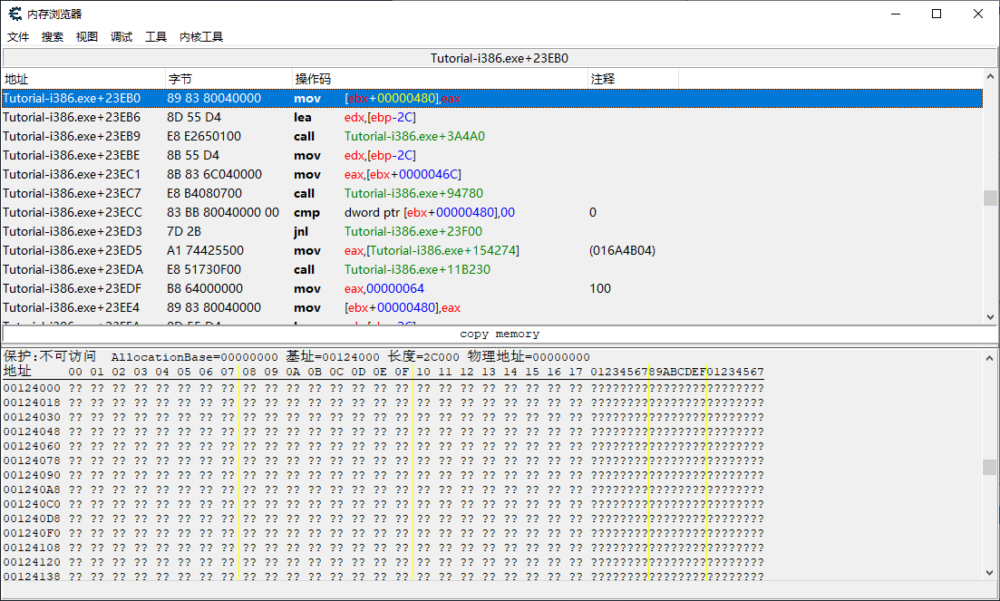 内存浏览器
文件 搜索 视图 调试 工具 内核工具
Tutorial-i386.exe+23EB0
地址 字节 操作码 注释
Tutorial-i386.exe+23EB0 89 83 80040000 mov [ebx+00000480],eax
Tutorial-i386.exe+23EB6 8D 55 D4 lea edx,[ebp-2C]
Tutorial-i386.exe+23EB9 E8 E2650100 call Tutorial-i386.exe+3A4A0
Tutorial-i386.exe+23EBE 8B 55 D4 mov edx,[ebp-2C]
Tutorial-i386.exe+23EC1 8B 83 6C040000 mov eax,[ebx+0000046C]
Tutorial-i386.exe+23EC7 E8 B4080700 call Tutorial-i386.exe+94780
Tutorial-i386.exe+23ECC 83 BB 80040000 00 cmp dword ptr [ebx+00000480],00 0
Tutorial-i386.exe+23ED3 7D 2B jnl Tutorial-i386.exe+23F00
Tutorial-i386.exe+23ED5 A1 74425500 mov eax,[Tutorial-i386.exe+154274] (016A4B04)
Tutorial-i386.exe+23EDA E8 51730F00 call Tutorial-i386.exe+11B230
Tutorial-i386.exe+23EDF B8 64000000 mov eax,00000064 100
Tutorial-i386.exe+23EE4 89 83 80040000 mov [ebx+00000480],eax
copy memory
保护:不可访问 AllocationBase=00000000 基址=00124000 长度=2C000 物理地址=00000000
地址 00 01 02 03 04 05 06 07 08 09 0A 0B 0C 0D 0E 0F 10 11 12 13 14 15 16 17 0123456789ABCDEF01234567
00124000 ?? ?? ?? ?? ?? ?? ?? ?? ?? ?? ?? ?? ?? ?? ?? ?? ?? ?? ?? ?? ?? ?? ?? ?? ????????????????????????
00124018 ?? ?? ?? ?? ?? ?? ?? ?? ?? ?? ?? ?? ?? ?? ?? ?? ?? ?? ?? ?? ?? ?? ?? ?? ????????????????????????
00124030 ?? ?? ?? ?? ?? ?? ?? ?? ?? ?? ?? ?? ?? ?? ?? ?? ?? ?? ?? ?? ?? ?? ?? ?? ????????????????????????
00124048 ?? ?? ?? ?? ?? ?? ?? ?? ?? ?? ?? ?? ?? ?? ?? ?? ?? ?? ?? ?? ?? ?? ?? ?? ????????????????????????
00124060 ?? ?? ?? ?? ?? ?? ?? ?? ?? ?? ?? ?? ?? ?? ?? ?? ?? ?? ?? ?? ?? ?? ?? ?? ????????????????????????
00124078 ?? ?? ?? ?? ?? ?? ?? ?? ?? ?? ?? ?? ?? ?? ?? ?? ?? ?? ?? ?? ?? ?? ?? ?? ????????????????????????
00124090 ?? ?? ?? ?? ?? ?? ?? ?? ?? ?? ?? ?? ?? ?? ?? ?? ?? ?? ?? ?? ?? ?? ?? ?? ????????????????????????
001240A8 ?? ?? ?? ?? ?? ?? ?? ?? ?? ?? ?? ?? ?? ?? ?? ?? ?? ?? ?? ?? ?? ?? ?? ?? ????????????????????????
001240C0 ?? ?? ?? ?? ?? ?? ?? ?? ?? ?? ?? ?? ?? ?? ?? ?? ?? ?? ?? ?? ?? ?? ?? ?? ????????????????????????
001240D8 ?? ?? ?? ?? ?? ?? ?? ?? ?? ?? ?? ?? ?? ?? ?? ?? ?? ?? ?? ?? ?? ?? ?? ?? ????????????????????????
001240F0 ?? ?? ?? ?? ?? ?? ?? ?? ?? ?? ?? ?? ?? ?? ?? ?? ?? ?? ?? ?? ?? ?? ?? ?? ????????????????????????
00124108 ?? ?? ?? ?? ?? ?? ?? ?? ?? ?? ?? ?? ?? ?? ?? ?? ?? ?? ?? ?? ?? ?? ?? ?? ????????????????????????
00124120 ?? ?? ?? ?? ?? ?? ?? ?? ?? ?? ?? ?? ?? ?? ?? ?? ?? ?? ?? ?? ?? ?? ?? ?? ????????????????????????
00124138 ?? ?? ?? ?? ?? ?? ?? ?? ?? ?? ?? ?? ?? ?? ?? ?? ?? ?? ?? ?? ?? ?? ?? ?? ????????????????????????